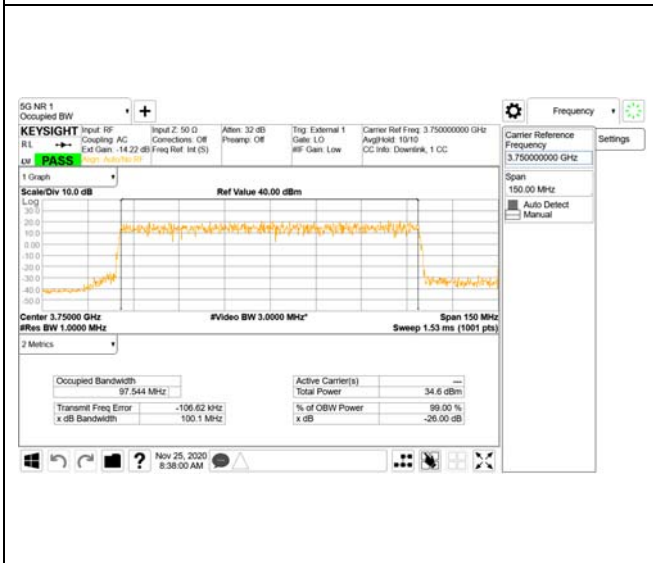 5G NR 1
Occupied BW
+
Frequency
KEYSIGHT Input: RF Input Z: 50 Ω Atten: 32 dB Trig: External 1 Carrier Ref Freq: 3.750000000 GHz
RL Coupling: AC Corrections: Off Preamp: Off Gate: LO Avg|Hold: 10/10
Ext Gain: -14.22 dB Freq Ref: Int (S) #IF Gain: Low CC Info: Downlink, 1 CC
PASS Align: Auto/No RF
Carrier Reference
Frequency
3.750000000 GHz
Settings
Span
150.00 MHz
Auto Detect
Manual
1 Graph
Scale/Div 10.0 dB Ref Value 40.00 dBm
Log
30.0
20.0
10.0
0.00
-10.0
-20.0
-30.0
-40.0
-50.0
Center 3.75000 GHz #Video BW 3.0000 MHz* Span 150 MHz
#Res BW 1.0000 MHz Sweep 1.53 ms (1001 pts)
2 Metrics
Occupied Bandwidth Active Carrier(s) ---
97.544 MHz Total Power 34.6 dBm
Transmit Freq Error -106.62 kHz % of OBW Power 99.00 %
x dB Bandwidth 100.1 MHz x dB -26.00 dB
? Nov 25, 2020
8:38:00 AM